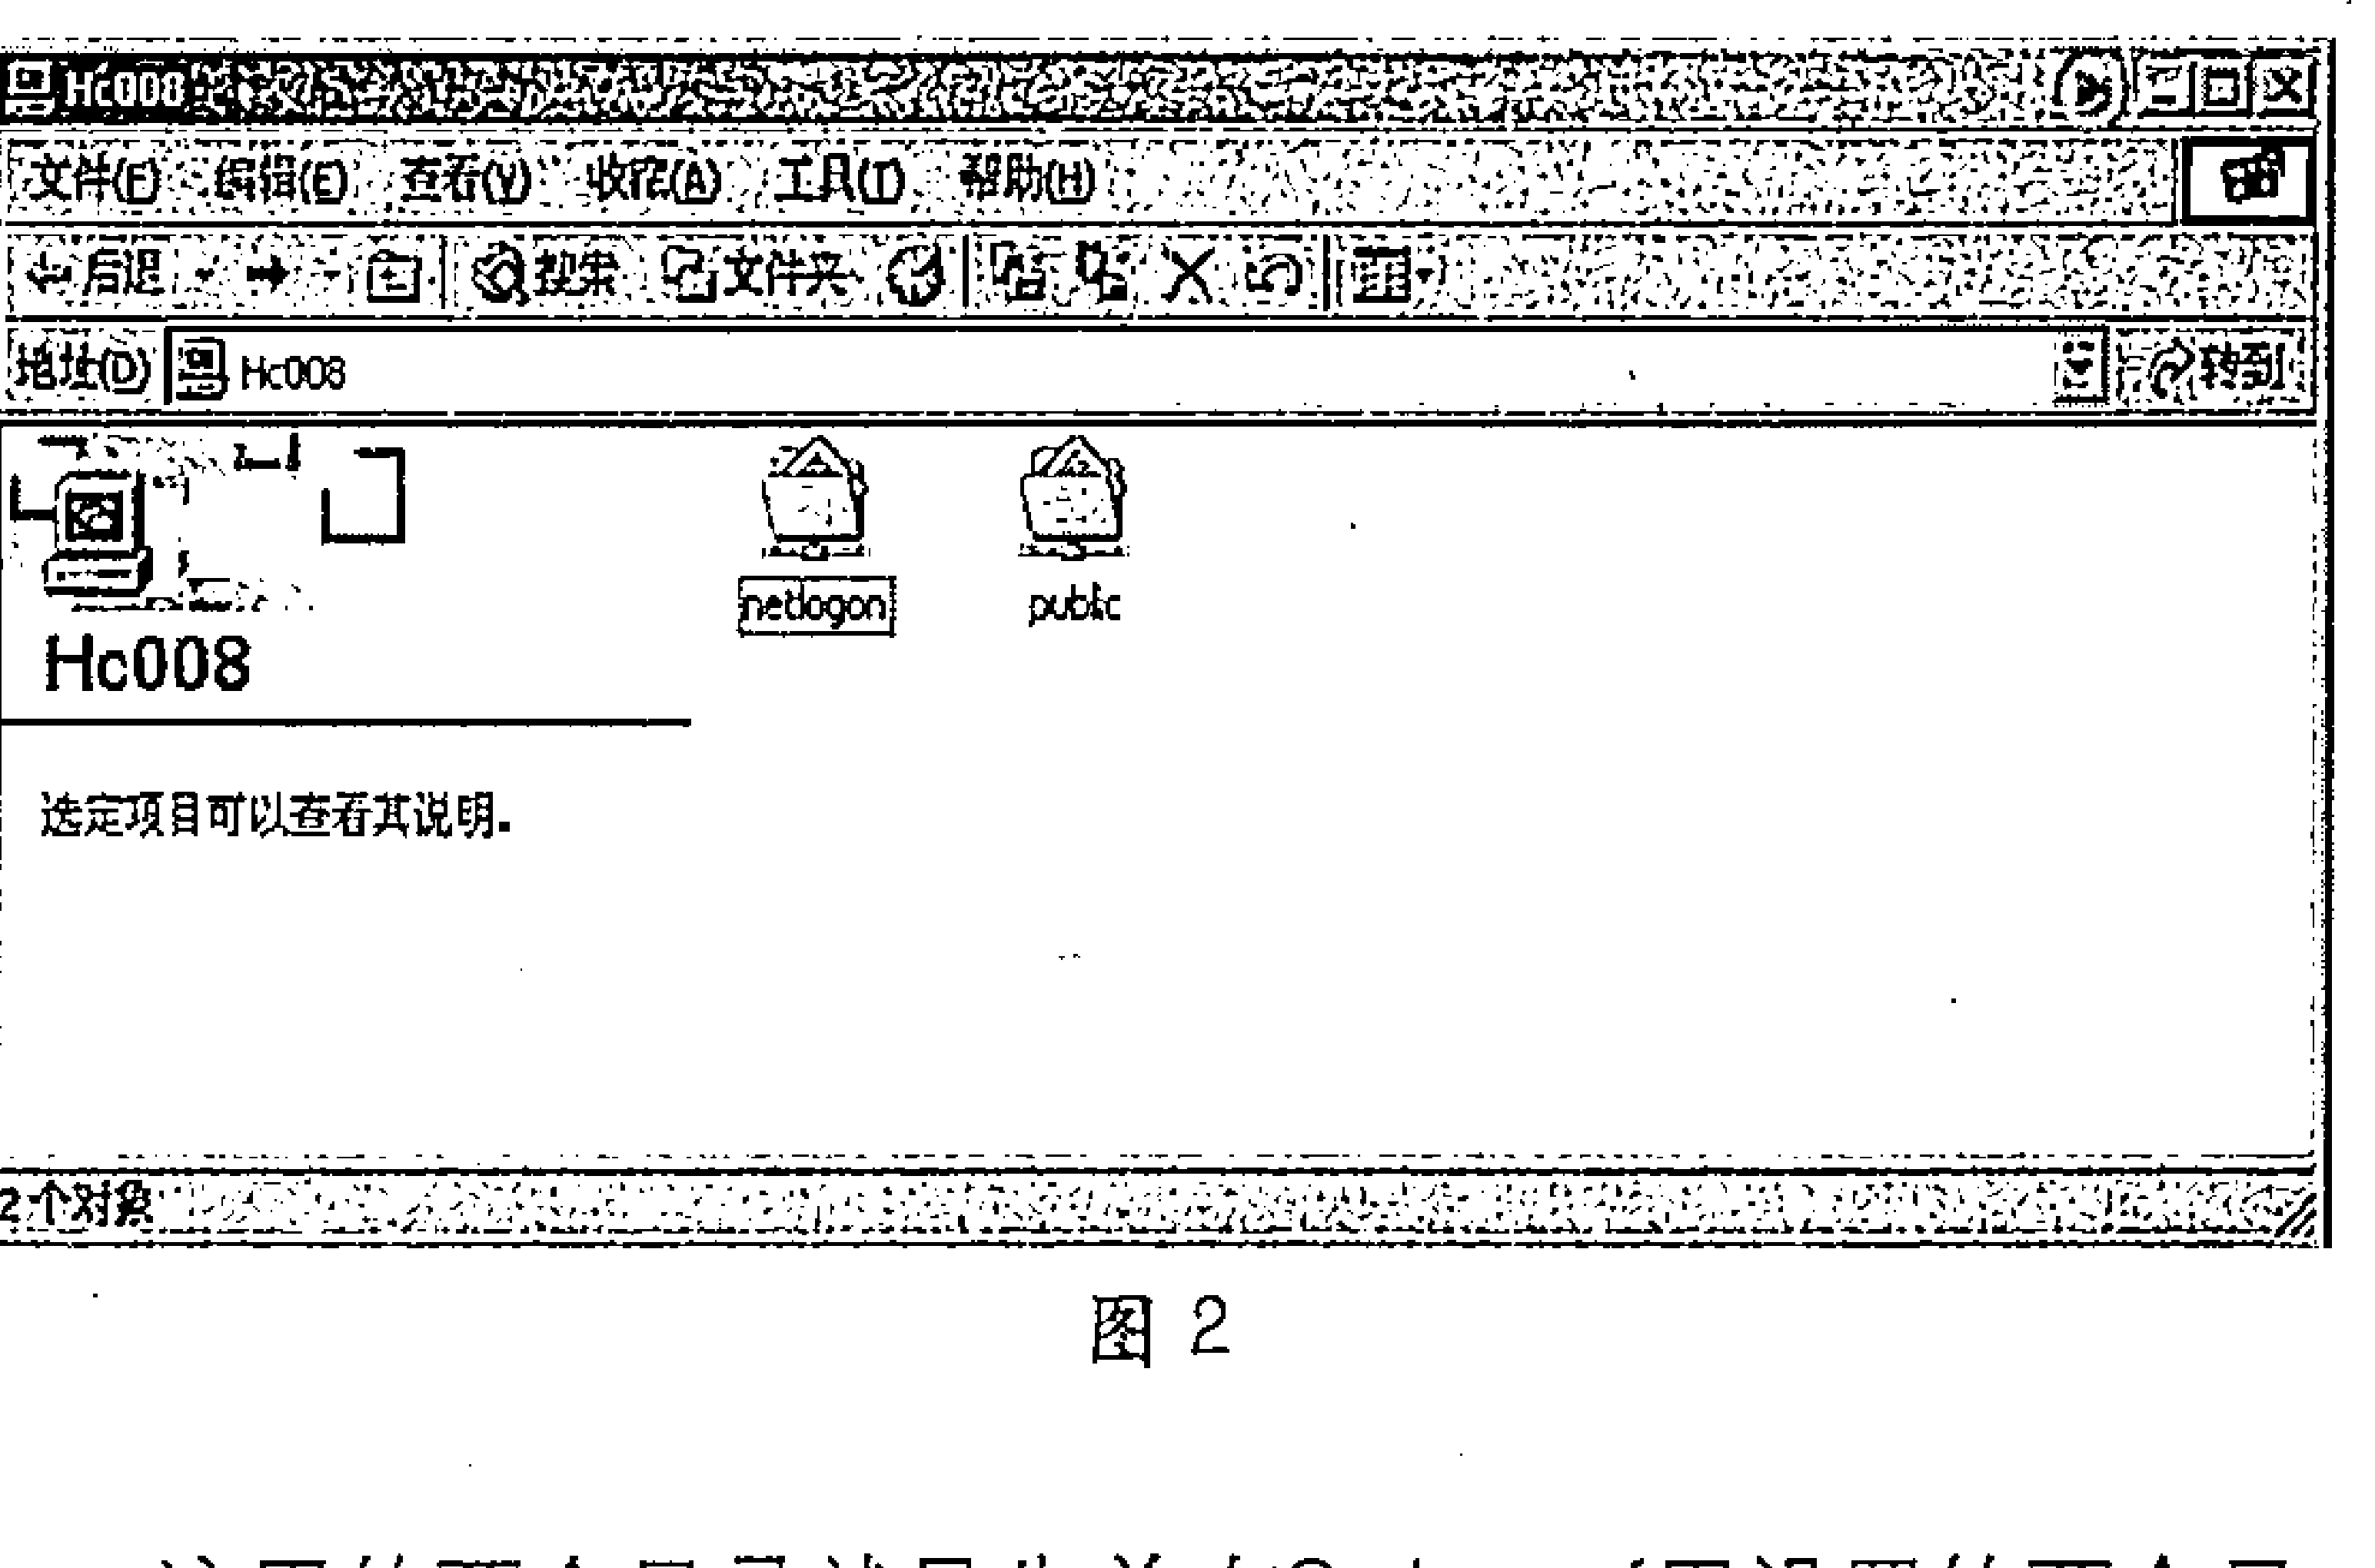 Hc008
文件(F) 编辑(E) 查看(V) 收藏(A) 工具(T) 帮助(H)
后退 搜索 文件夹
地址(D) Hc008 转到
netlogon public
Hc008
选定项目可以查看其说明.
2 个对象
图 2